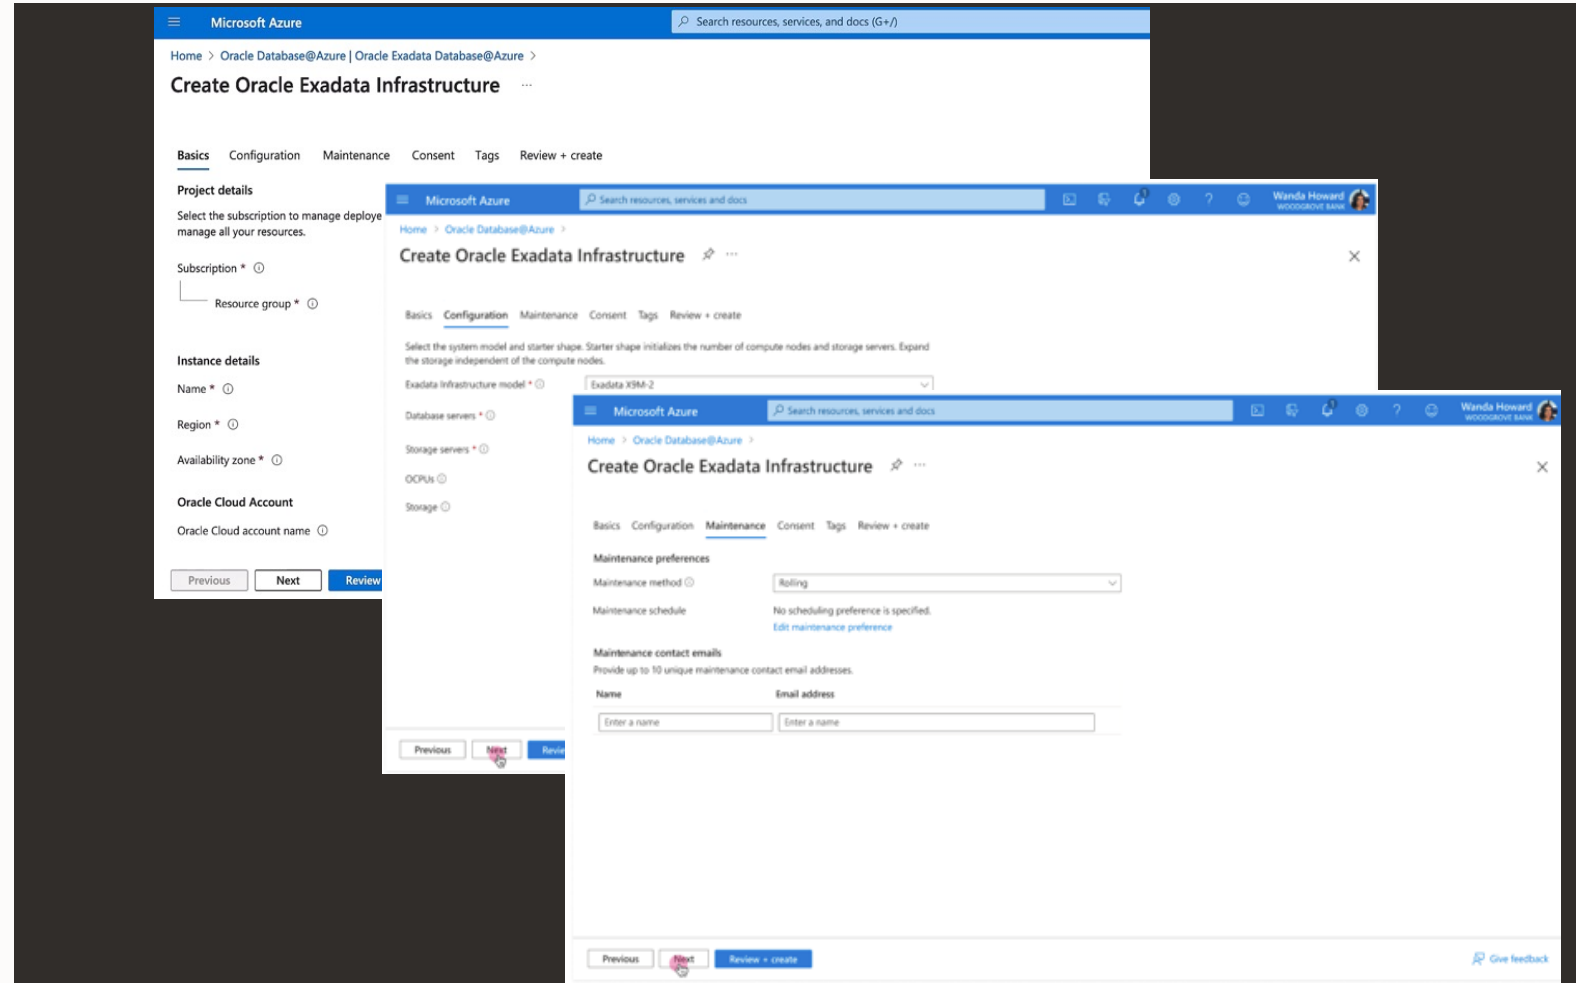 Microsoft Azure
Search resources, services, and docs (G+/)
Home > Oracle Database@Azure | Oracle Exadata Database@Azure >
Create Oracle Exadata Infrastructure ...
Basics Configuration Maintenance Consent Tags Review + create
Project details
Select the subscription to manage deploye
manage all your resources.
Subscription *
Resource group *
Instance details
Name *
Region *
Availability zone *
Oracle Cloud Account
Oracle Cloud account name
Previous Next Review
Microsoft Azure
Search resources, services and docs
1
?
Wanda Howard
WOODGROVE BANK
Home > Oracle Database@Azure >
Create Oracle Exadata Infrastructure ...
Basics Configuration Maintenance Consent Tags Review + create
Select the system model and starter shape. Starter shape initializes the number of compute nodes and storage servers. Expand
the storage independent of the compute nodes.
Exadata Infrastructure model * Exadata X9M-2
Database servers *
Storage servers *
OCPUs
Storage
Previous Next Revie
Microsoft Azure
Search resources, services and docs
1
?
Wanda Howard
WOODGROVE BANK
Home > Oracle Database@Azure >
Create Oracle Exadata Infrastructure ...
Basics Configuration Maintenance Consent Tags Review + create
Maintenance preferences
Maintenance method Rolling
Maintenance schedule No scheduling preference is specified.
Edit maintenance preference
Maintenance contact emails
Provide up to 10 unique maintenance contact email addresses.
Name Email address
Enter a name Enter a name
Previous Next Review + create Give feedback